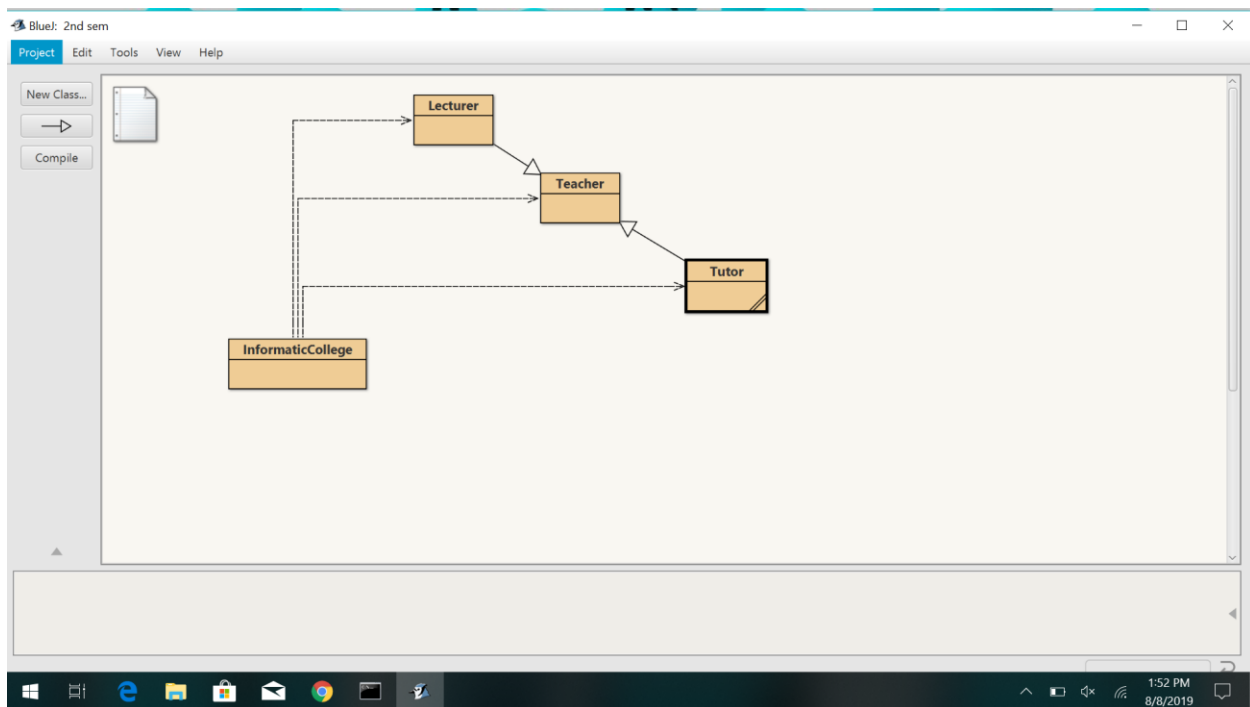 BlueJ: 2nd sem
Project Edit Tools View Help
New Class...
Compile
Lecturer
Teacher
Tutor
InformaticCollege
1:52 PM
8/8/2019